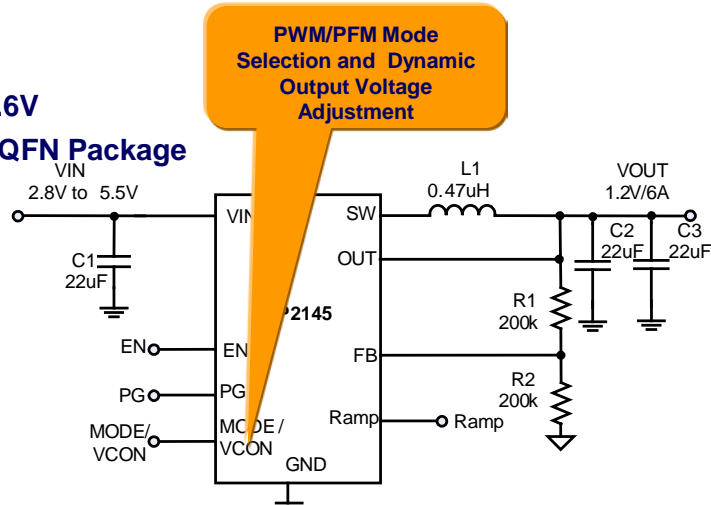 PWM/PFM Mode
Selection and Dynamic
Output Voltage
Adjustment
.6V
QFN Package
VIN
2.8V to 5.5V
L1
0.47uH
VOUT
1.2V/6A
VIN
SW
C1
22uF
OUT
C2
22uF
C3
22uF
R1
200k
P2145
EN
EN
FB
PG
PG
R2
200k
MODE/
VCON
MODE/
VCON
Ramp
Ramp
GND